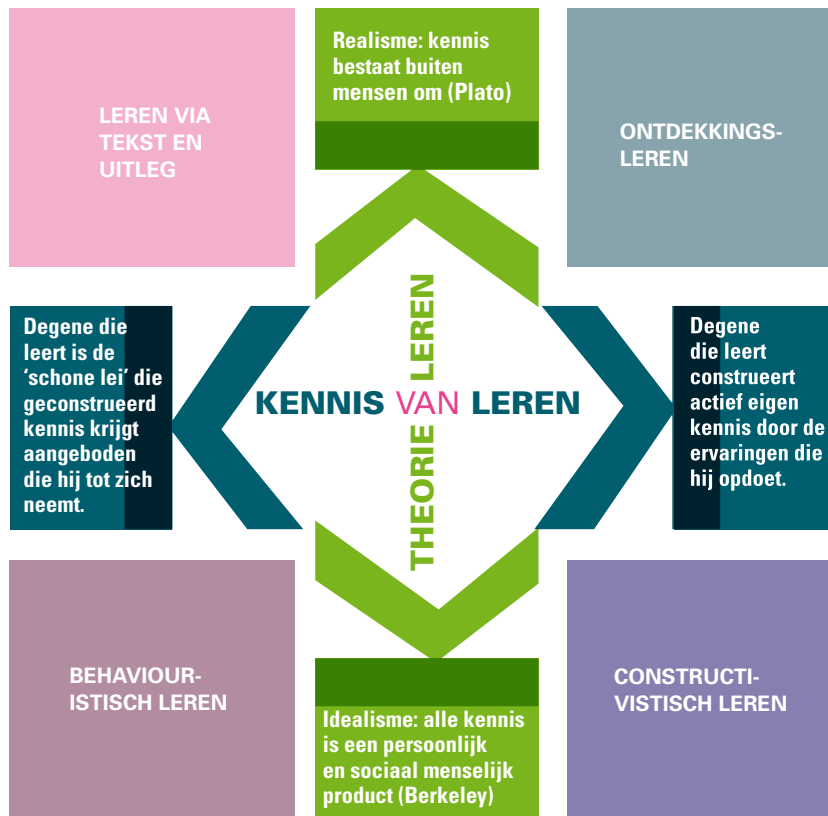 LEREN VIA
TEKST EN
UITLEG
Realisme: kennis
bestaat buiten
mensen om (Plato)
ONTDEKKINGS-
LEREN
Degene die
leert is de
‘schone lei’ die
geconstrueerd
kennis krijgt
aangeboden
die hij tot zich
neemt.
KENNIS VAN LEREN
THEORIE LEREN
Degene
die leert
construeert
actief eigen
kennis door de
ervaringen die
hij opdoet.
BEHAVIOUR-
ISTISCH LEREN
Idealisme: alle kennis
is een persoonlijk
en sociaal menselijk
product (Berkeley)
CONSTRUCTI-
VISTISCH LEREN